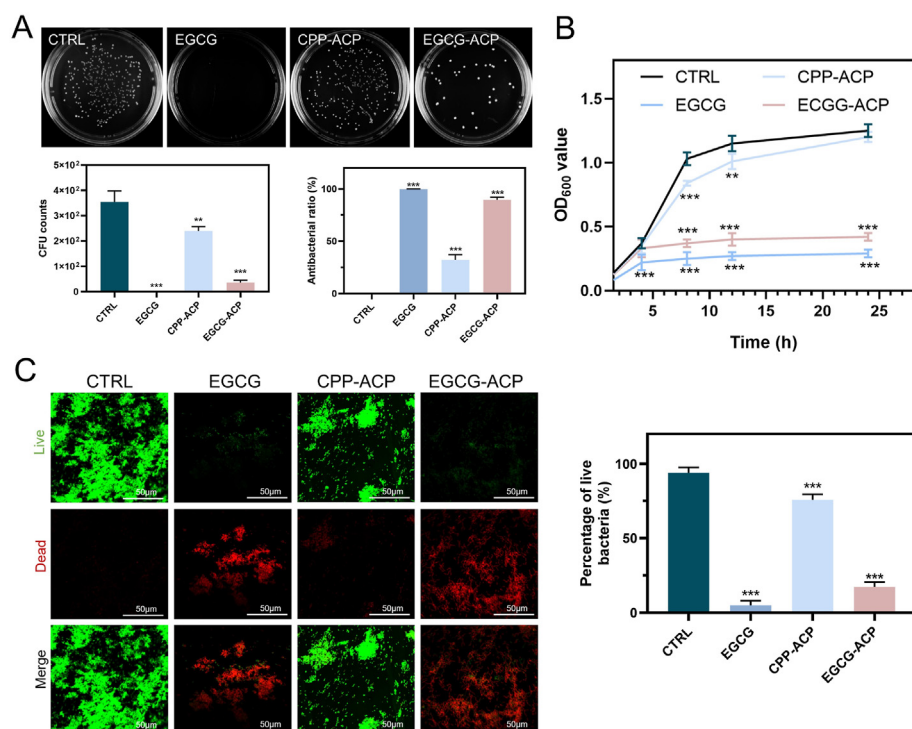 A
CTRL
EGCG
CPP-ACP
EGCG-ACP
CFU counts
5×10²
4×10²
3×10²
2×10²
1×10²
0
***
**
***
CTRL
EGCG
CPP-ACP
EGCG-ACP
Antibacterial ratio (%)
150
100
50
0
***
***
***
CTRL
EGCG
CPP-ACP
EGCG-ACP
B
CTRL
CPP-ACP
EGCG
ECGG-ACP
OD₆₀₀ value
1.5
1.0
0.5
0.0
***
***
**
***
***
***
***
***
***
5
10
15
20
25
Time (h)
C
CTRL
EGCG
CPP-ACP
EGCG-ACP
Live
50μm
50μm
50μm
50μm
Dead
50μm
50μm
50μm
50μm
Merge
50μm
50μm
50μm
50μm
Percentage of live
bacteria (%)
100
50
0
***
***
***
CTRL
EGCG
CPP-ACP
EGCG-ACP